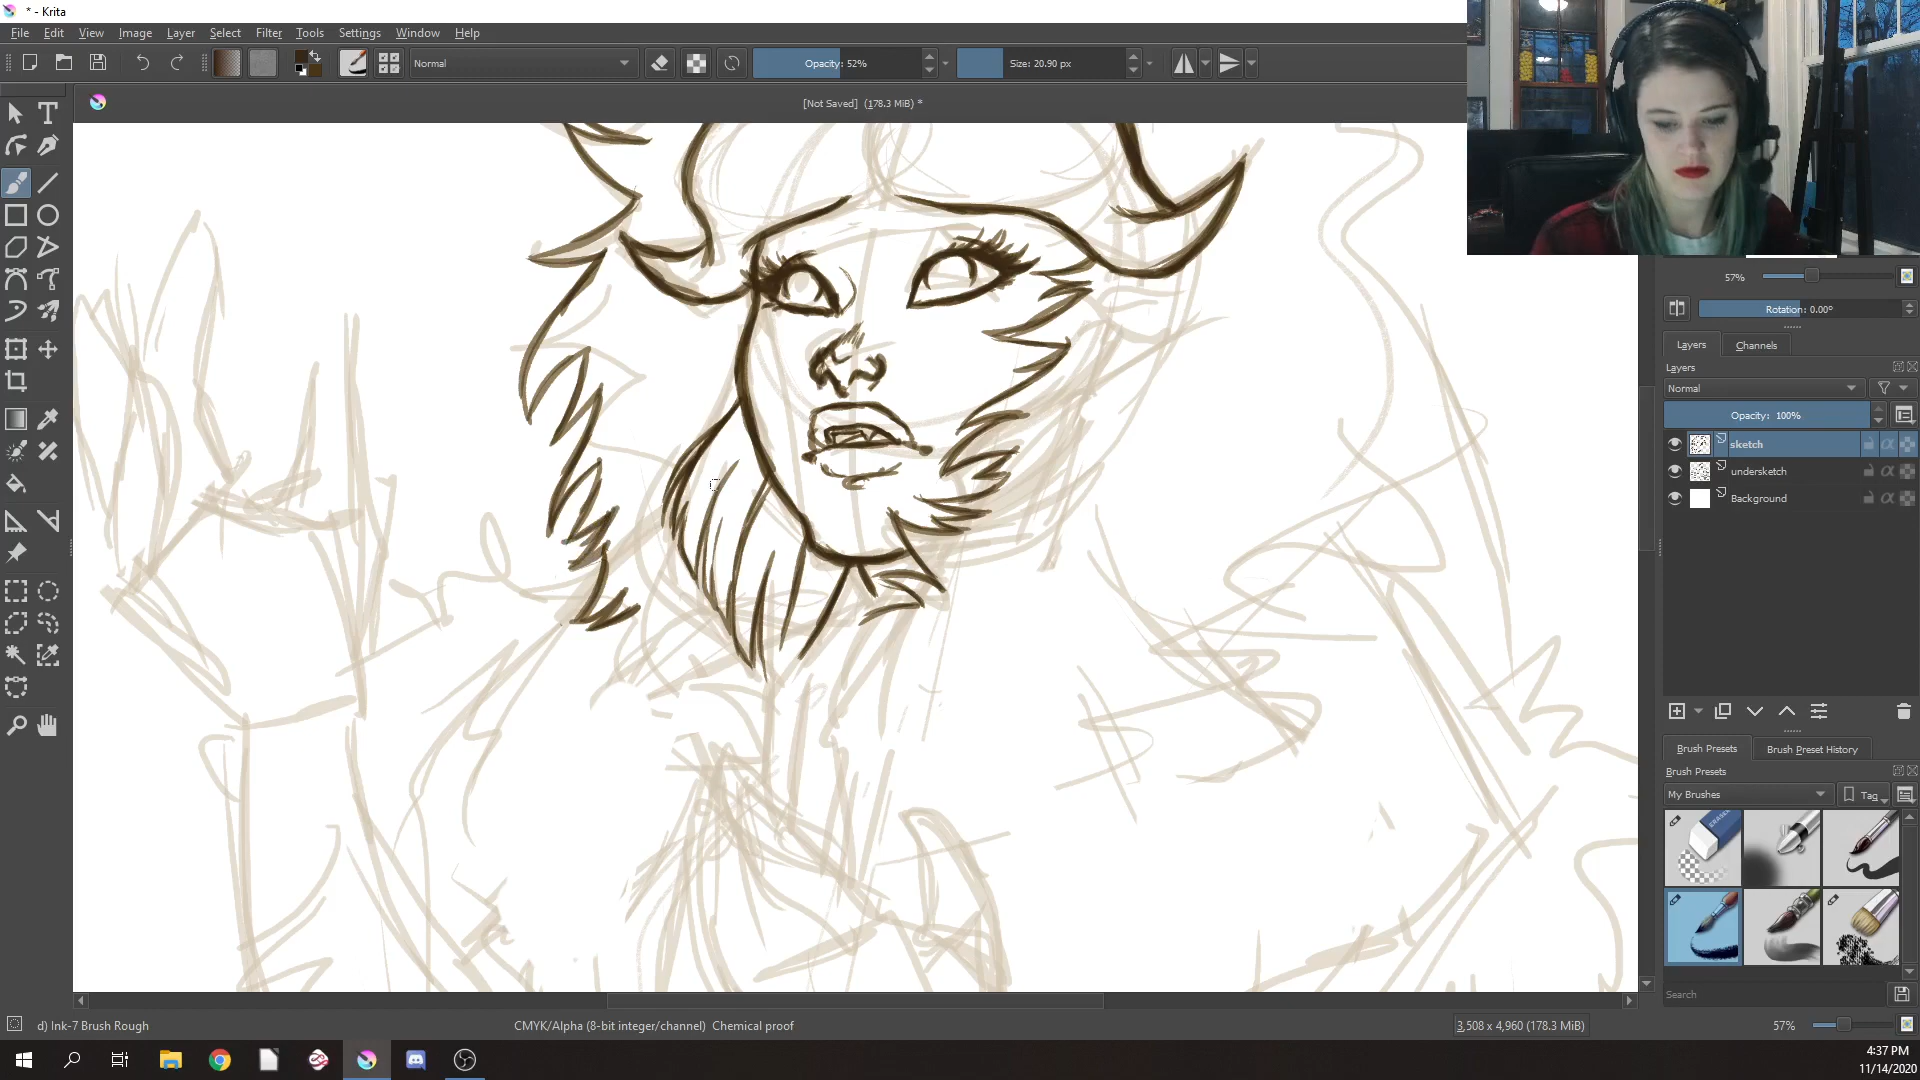 * - Krita
File Edit View Image Layer Select Filter Tools Settings Window Help
Normal
Opacity: 52%
Size: 20.90 px
[Not Saved] (178.3 MiB) *
57%
Rotation: 0.00°
Layers Channels
Layers
Normal
Opacity: 100%
sketch
undersketch
Background
Brush Presets Brush Preset History
Brush Presets
My Brushes
Tag
ERASER
Search
d) Ink-7 Brush Rough
CMYK/Alpha (8-bit integer/channel) Chemical proof
3,508 x 4,960 (178.3 MiB)
57%
4:37 PM
11/14/2020